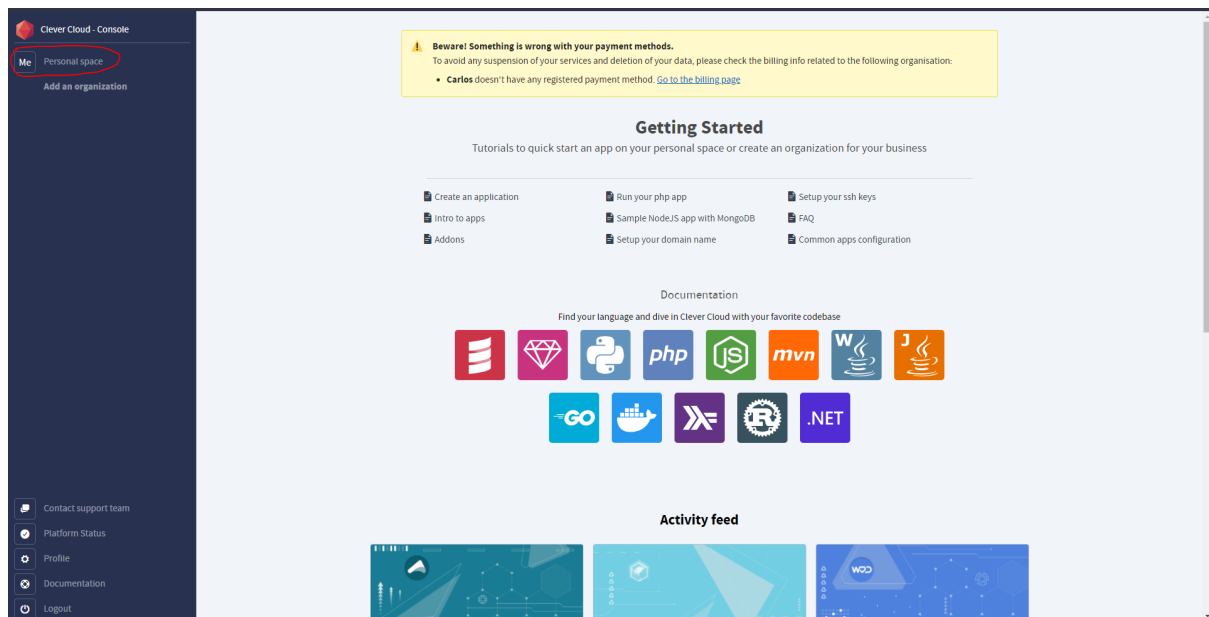 Clever Cloud - Console
Me Personal space
Add an organization
Beware! Something is wrong with your payment methods.
To avoid any suspension of your services and deletion of your data, please check the billing info related to the following organisation:
• Carlos doesn't have any registered payment method. Go to the billing page
Getting Started
Tutorials to quick start an app on your personal space or create an organization for your business
Create an application
Run your php app
Setup your ssh keys
Intro to apps
Sample NodeJS app with MongoDB
FAQ
Addons
Setup your domain name
Common apps configuration
Documentation
Find your language and dive in Clever Cloud with your favorite codebase
php
JS
mvn
W
J
GO
R
.NET
Activity feed
Contact support team
Platform Status
Profile
Documentation
Logout